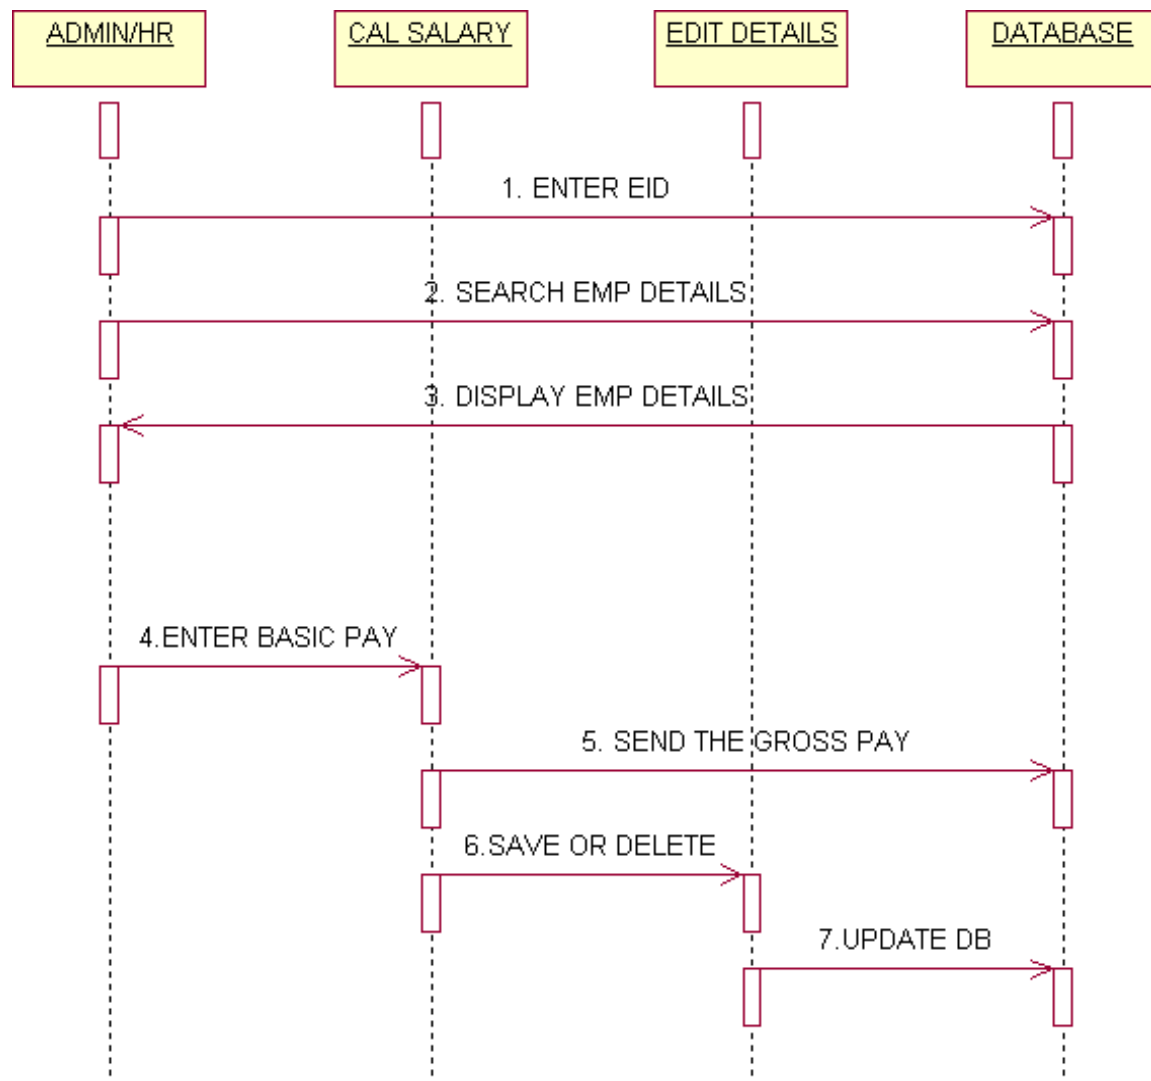 ADMIN/HR
CAL SALARY
EDIT DETAILS
DATABASE
1. ENTER EID
2. SEARCH EMP DETAILS
3. DISPLAY EMP DETAILS
4.ENTER BASIC PAY
5. SEND THE GROSS PAY
6.SAVE OR DELETE
7.UPDATE DB